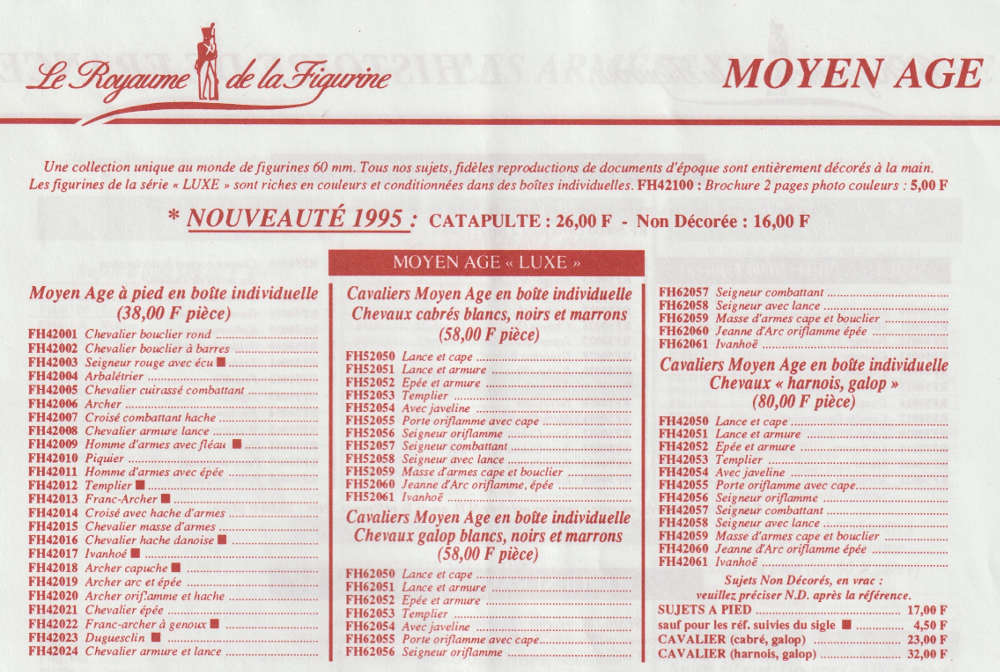 Le Royaume de la Figurine
MOYEN AGE
Une collection unique au monde de figurines 60 mm. Tous nos sujets, fidèles reproductions de documents d'époque sont entièrement décorés à la main.
Les figurines de la série « LUXE » sont riches en couleurs et conditionnées dans des boîtes individuelles. FH42100 : Brochure 2 pages photo couleurs : 5,00 F
* NOUVEAUTÉ 1995 : CATAPULTE : 26,00 F - Non Décorée : 16,00 F
MOYEN AGE « LUXE »
Moyen Age à pied en boîte individuelle
(38,00 F pièce)
FH42001 Chevalier bouclier rond
FH42002 Chevalier bouclier à barres
FH42003 Seigneur rouge avec écu ■
FH42004 Arbalétrier
FH42005 Chevalier cuirassé combattant
FH42006 Archer
FH42007 Croisé combattant hache
FH42008 Chevalier armure lance
FH42009 Homme d'armes avec fléau ■
FH42010 Piquier
FH42011 Homme d'armes avec épée
FH42012 Templier ■
FH42013 Franc-Archer ■
FH42014 Croisé avec hache d'armes
FH42015 Chevalier masse d'armes
FH42016 Chevalier hache danoise ■
FH42017 Ivanhoé ■
FH42018 Archer capuche ■
FH42019 Archer arc et épée
FH42020 Archer orif.amme et hache
FH42021 Chevalier épée
FH42022 Franc-archer à genoux ■
FH42023 Duguesclin ■
FH42024 Chevalier armure et lance
Cavaliers Moyen Age en boîte individuelle
Chevaux cabrés blancs, noirs et marrons
(58,00 F pièce)
FH52050 Lance et cape
FH52051 Lance et armure
FH52052 Epée et armure
FH52053 Templier
FH52054 Avec javeline
FH52055 Porte oriflamme avec cape
FH52056 Seigneur oriflamme
FH52057 Seigneur combattant
FH52058 Seigneur avec lance
FH52059 Masse d'armes cape et bouclier
FH52060 Jeanne d'Arc oriflamme, épée
FH52061 Ivanhoë
Cavaliers Moyen Age en boîte individuelle
Chevaux galop blancs, noirs et marrons
(58,00 F pièce)
FH62050 Lance et cape
FH62051 Lance et armure
FH62052 Epée et armure
FH62053 Templier
FH62054 Avec javeline
FH62055 Porte oriflamme avec cape
FH62056 Seigneur oriflamme
FH62057 Seigneur combattant
FH62058 Seigneur avec lance
FH62059 Masse d'armes cape et bouclier
FH62060 Jeanne d'Arc oriflamme épée
FH62061 Ivanhoë
Cavaliers Moyen Age en boîte individuelle
Chevaux « harnois, galop »
(80,00 F pièce)
FH42050 Lance et cape
FH42051 Lance et armure
FH42052 Epée et armure
FH42053 Templier
FH42054 Avec javeline
FH42055 Porte oriflamme avec cape
FH42056 Seigneur oriflamme
FH42057 Seigneur combattant
FH42058 Seigneur avec lance
FH42059 Masse d'armes cape et bouclier
FH42060 Jeanne d'Arc oriflamme et épée
FH42061 Ivanhoë
Sujets Non Décorés, en vrac :
veuillez préciser N.D. après la référence.
SUJETS A PIED 17,00 F
sauf pour les réf. suivies du sigle ■ 4,50 F
CAVALIER (cabré, galop) 23,00 F
CAVALIER (harnois, galop) 32,00 F